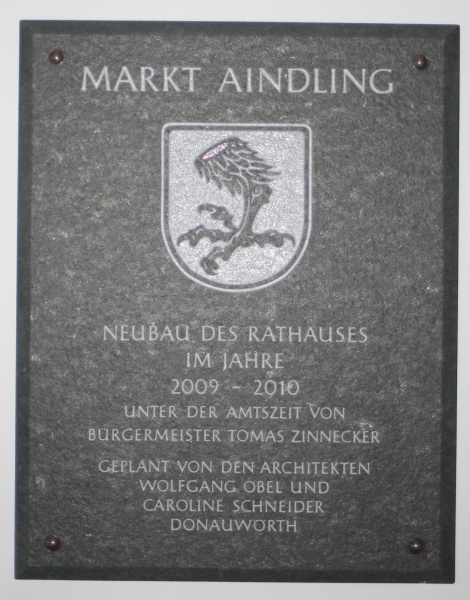 MARKT AINDLING
NEUBAU DES RATHAUSES
IM JAHRE
2009 - 2010
UNTER DER AMTSZEIT VON
BÜRGERMEISTER TOMAS ZINNECKER
GEPLANT VON DEN ARCHITEKTEN
WOLFGANG OBEL UND
CAROLINE SCHNEIDER
DONAUWÖRTH